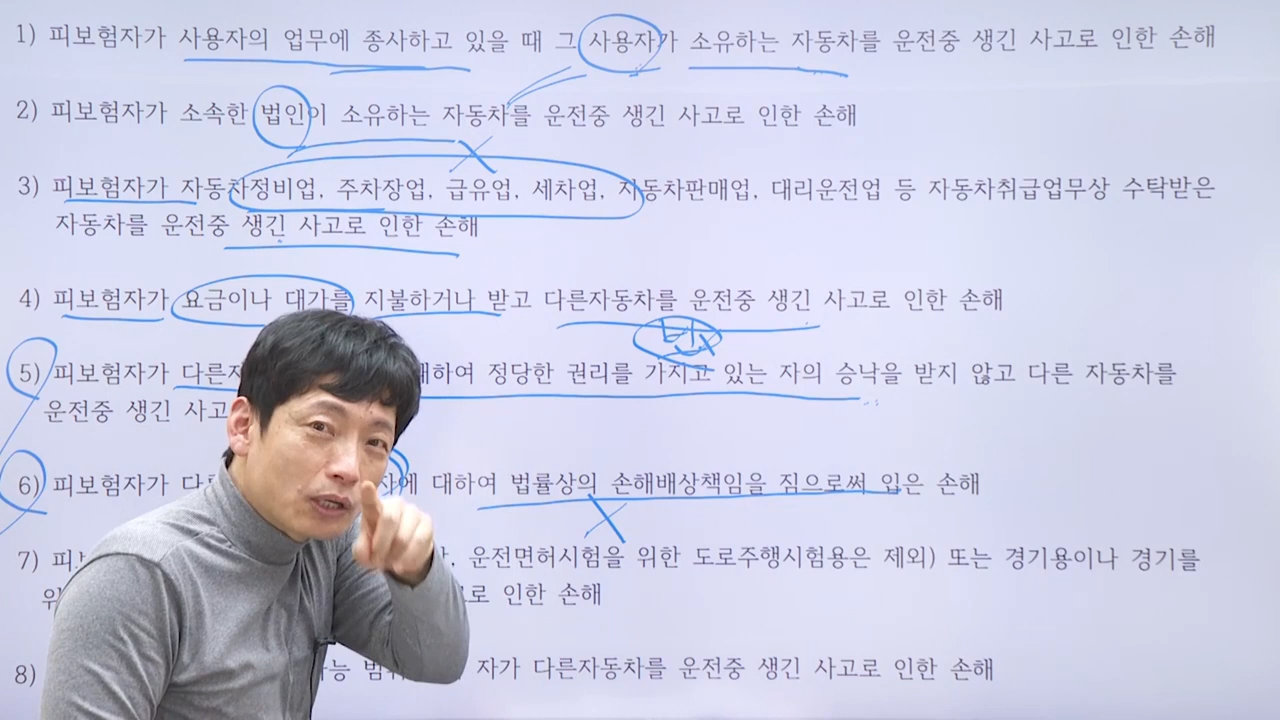 1) 피보험자가 사용자의 업무에 종사하고 있을 때 그 사용자가 소유하는 자동차를 운전중 생긴 사고로 인한 손해
2) 피보험자가 소속한 법인이 소유하는 자동차를 운전중 생긴 사고로 인한 손해
3) 피보험자가 자동차정비업, 주차장업, 급유업, 세차업, 자동차판매업, 대리운전업 등 자동차취급업무상 수탁받은
자동차를 운전중 생긴 사고로 인한 손해
4) 피보험자가 요금이나 대가를 지불하거나 받고 다른자동차를 운전중 생긴 사고로 인한 손해
5) 피보험자가 정당한 권리를 가지고 있는 자의 승낙을 받지 않고 다른 자동차를
운전중 생긴
6) 피보험자가 대하여 법률상의 손해배상책임을 짐으로써 입은 손해
7) 운전면허시험을 위한 도로주행시험용은 제외) 또는 경기용이나 경기를
인한 손해
8) 자가 다른자동차를 운전중 생긴 사고로 인한 손해